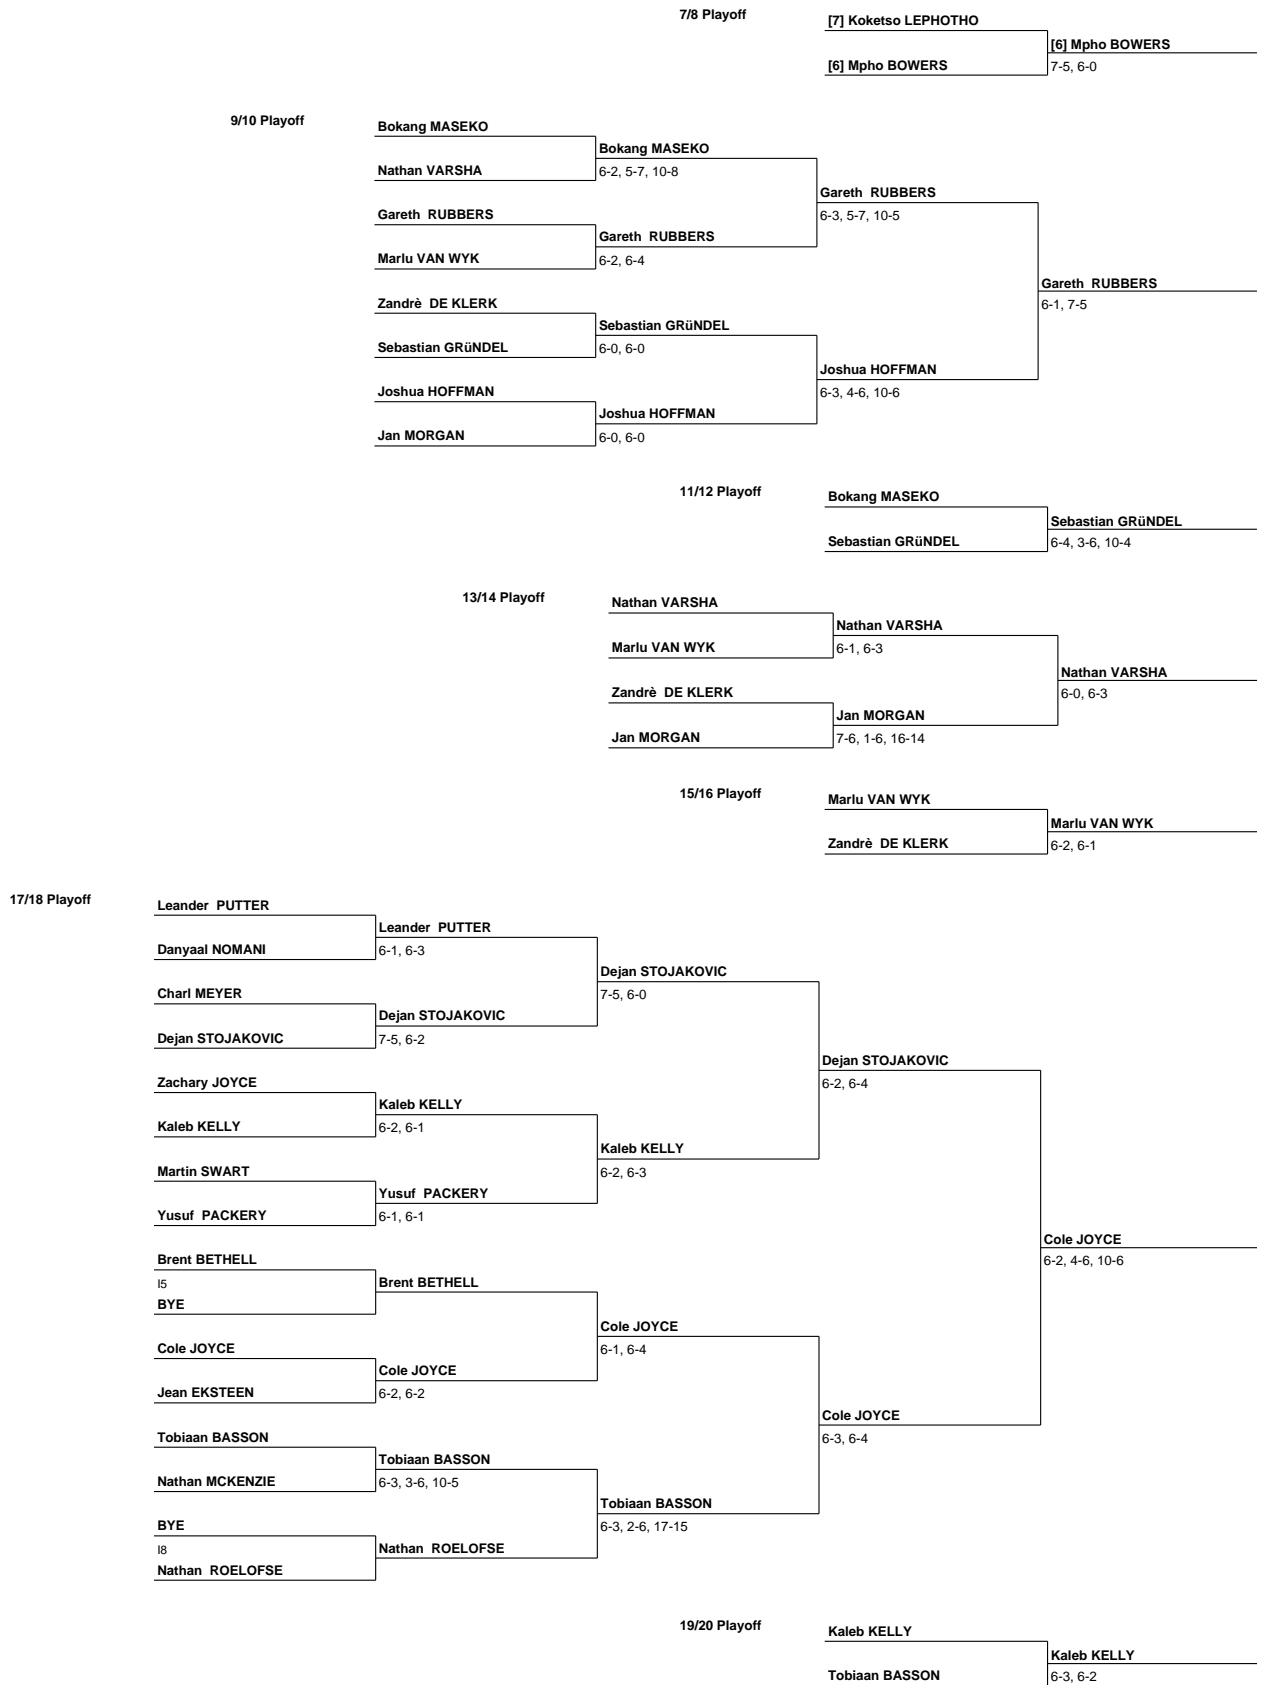 7/8 Playoff
[7] Koketso LEPHOTHO
[6] Mpho BOWERS
[6] Mpho BOWERS
7-5, 6-0
9/10 Playoff
Bokang MASEKO
Bokang MASEKO
Nathan VARSHA
6-2, 5-7, 10-8
Gareth RUBBERS
Gareth RUBBERS
6-3, 5-7, 10-5
Gareth RUBBERS
Marlu VAN WYK
6-2, 6-4
Gareth RUBBERS
Zandrè DE KLERK
6-1, 7-5
Sebastian GRüNDEL
Sebastian GRüNDEL
6-0, 6-0
Joshua HOFFMAN
Joshua HOFFMAN
6-3, 4-6, 10-6
Joshua HOFFMAN
Jan MORGAN
6-0, 6-0
11/12 Playoff
Bokang MASEKO
Sebastian GRüNDEL
Sebastian GRüNDEL
6-4, 3-6, 10-4
13/14 Playoff
Nathan VARSHA
Nathan VARSHA
Marlu VAN WYK
6-1, 6-3
Nathan VARSHA
Zandrè DE KLERK
6-0, 6-3
Jan MORGAN
Jan MORGAN
7-6, 1-6, 16-14
15/16 Playoff
Marlu VAN WYK
Marlu VAN WYK
Zandrè DE KLERK
6-2, 6-1
17/18 Playoff
Leander PUTTER
Leander PUTTER
Danyaal NOMANI
6-1, 6-3
Dejan STOJAKOVIC
Charl MEYER
7-5, 6-0
Dejan STOJAKOVIC
Dejan STOJAKOVIC
7-5, 6-2
Dejan STOJAKOVIC
Zachary JOYCE
6-2, 6-4
Kaleb KELLY
Kaleb KELLY
6-2, 6-1
Kaleb KELLY
Martin SWART
6-2, 6-3
Yusuf PACKERY
Yusuf PACKERY
6-1, 6-1
Cole JOYCE
Brent BETHELL
6-2, 4-6, 10-6
I5
Brent BETHELL
BYE
Cole JOYCE
Cole JOYCE
6-1, 6-4
Cole JOYCE
Jean EKSTEEN
6-2, 6-2
Cole JOYCE
Tobiaan BASSON
6-3, 6-4
Tobiaan BASSON
Nathan MCKENZIE
6-3, 3-6, 10-5
Tobiaan BASSON
BYE
6-3, 2-6, 17-15
I8
Nathan ROELOFSE
Nathan ROELOFSE
19/20 Playoff
Kaleb KELLY
Kaleb KELLY
Tobiaan BASSON
6-3, 6-2